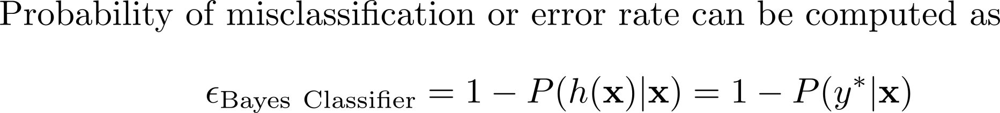 Probability of misclassification or error rate can be computed as
ϵ_Bayes Classifier = 1 − P(h(𝐱)|𝐱) = 1 − P(y*|𝐱)